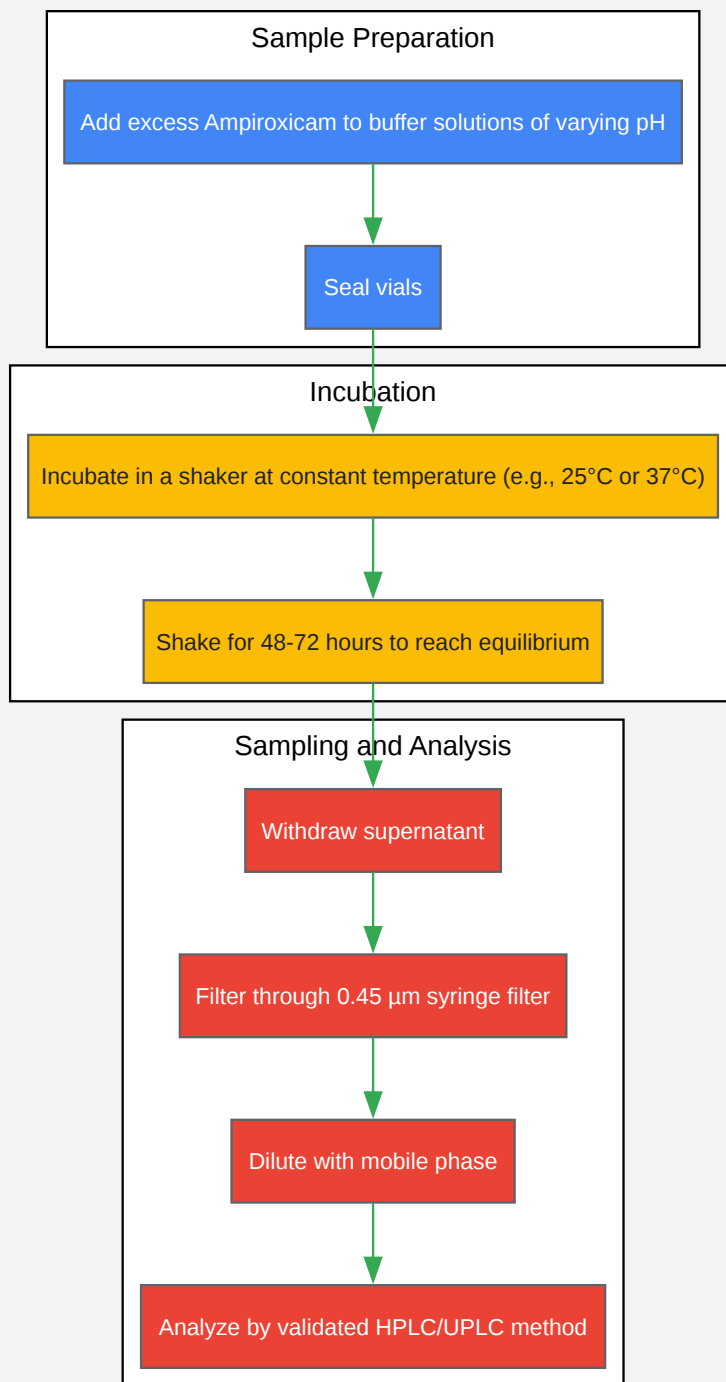 Sample Preparation
Add excess Ampiroxicam to buffer solutions of varying pH
Seal vials
Incubation
Incubate in a shaker at constant temperature (e.g., 25°C or 37°C)
Shake for 48-72 hours to reach equilibrium
Sampling and Analysis
Withdraw supernatant
Filter through 0.45 µm syringe filter
Dilute with mobile phase
Analyze by validated HPLC/UPLC method